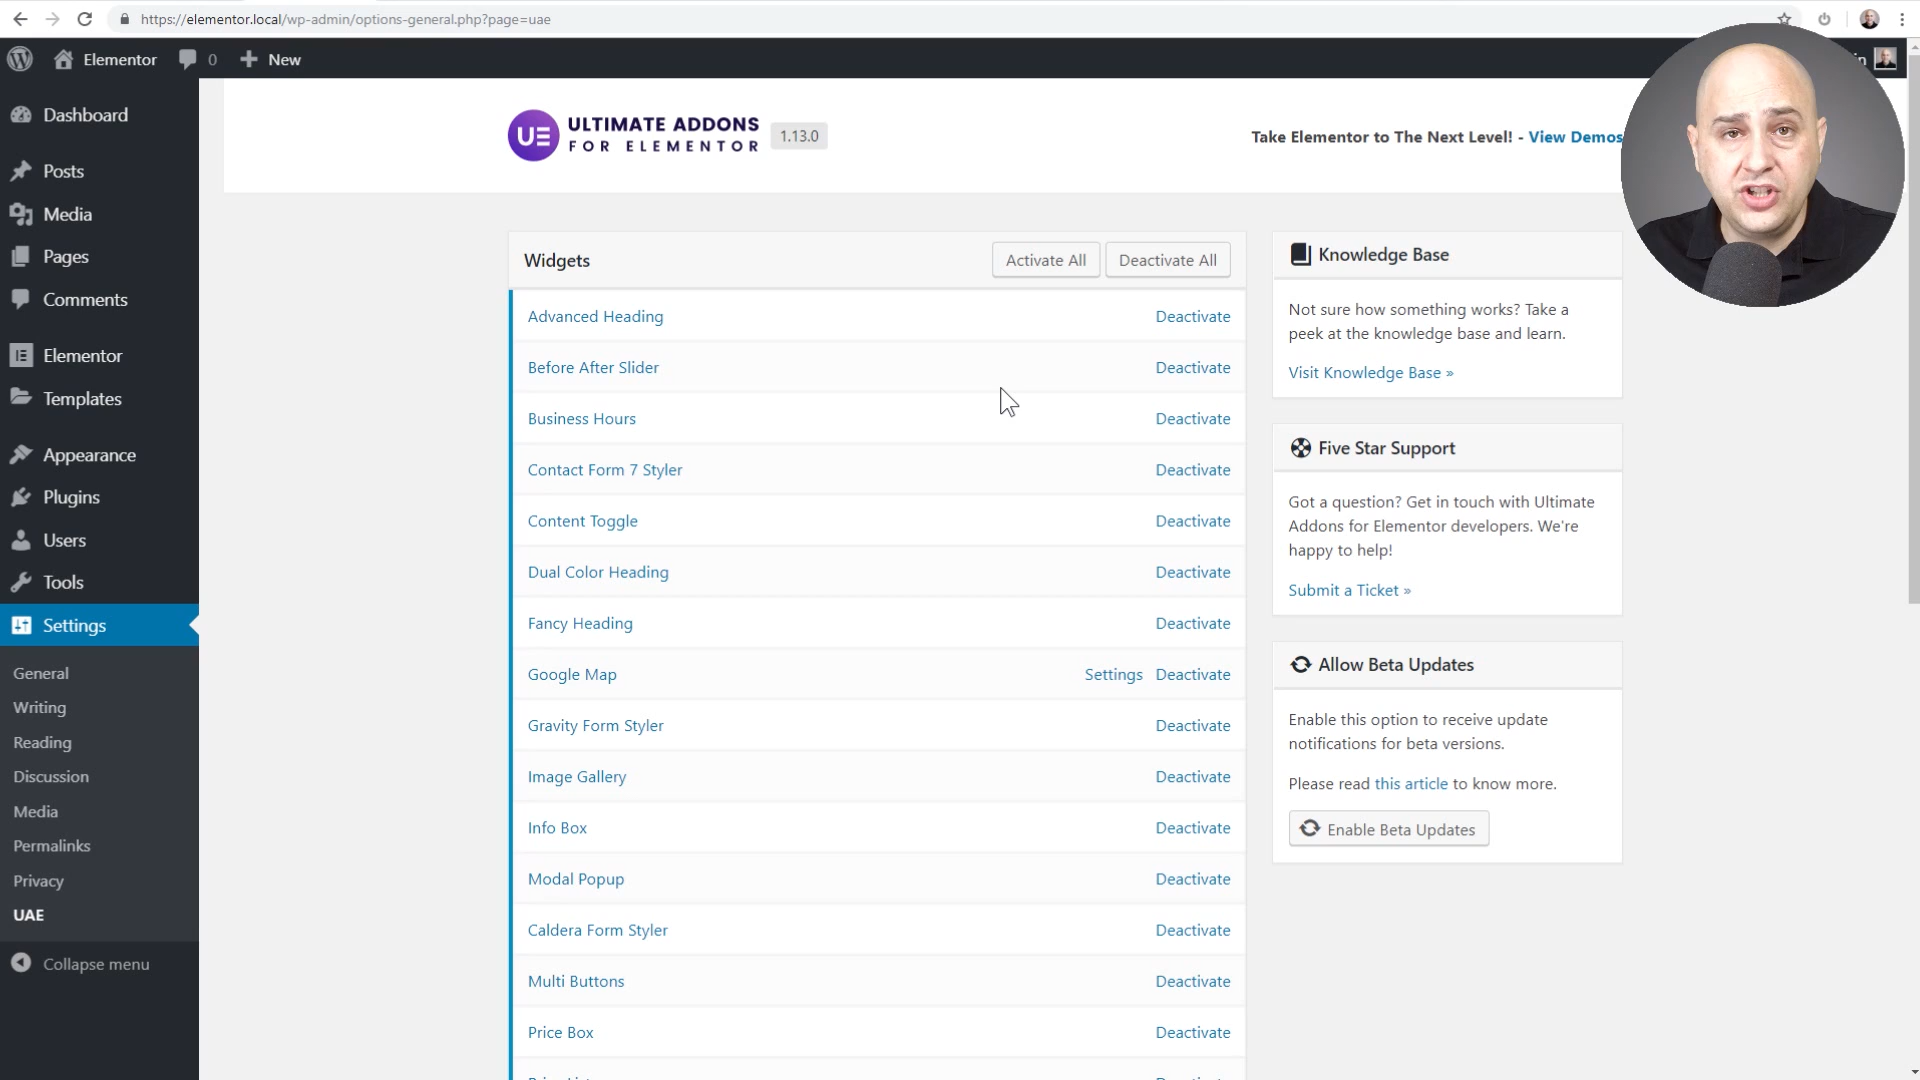 https://elementor.local/wp-admin/options-general.php?page=uae
Elementor
0
New
Dashboard
Posts
Media
Pages
Comments
Elementor
Templates
Appearance
Plugins
Users
Tools
Settings
General
Writing
Reading
Discussion
Media
Permalinks
Privacy
UAE
Collapse menu
UE
ULTIMATE ADDONS
FOR ELEMENTOR
1.13.0
Take Elementor to The Next Level! - View Demos
Widgets
Activate All
Deactivate All
Advanced Heading Deactivate
Before After Slider Deactivate
Business Hours Deactivate
Contact Form 7 Styler Deactivate
Content Toggle Deactivate
Dual Color Heading Deactivate
Fancy Heading Deactivate
Google Map Settings Deactivate
Gravity Form Styler Deactivate
Image Gallery Deactivate
Info Box Deactivate
Modal Popup Deactivate
Caldera Form Styler Deactivate
Multi Buttons Deactivate
Price Box Deactivate
Knowledge Base
Not sure how something works? Take a
peek at the knowledge base and learn.
Visit Knowledge Base »
Five Star Support
Got a question? Get in touch with Ultimate
Addons for Elementor developers. We're
happy to help!
Submit a Ticket »
Allow Beta Updates
Enable this option to receive update
notifications for beta versions.
Please read this article to know more.
Enable Beta Updates